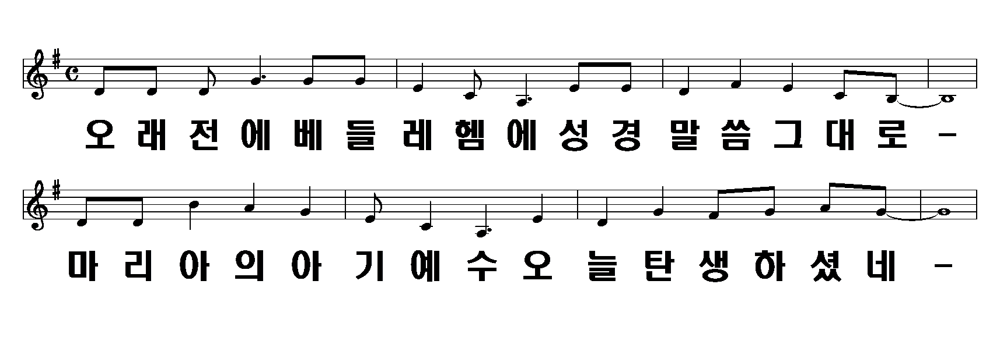 오 래 전 에 베 들 레 헴 에 성 경 말 씀 그 대 로 -
마 리 아 의 아 기 예 수 오 늘 탄 생 하 셨 네 -